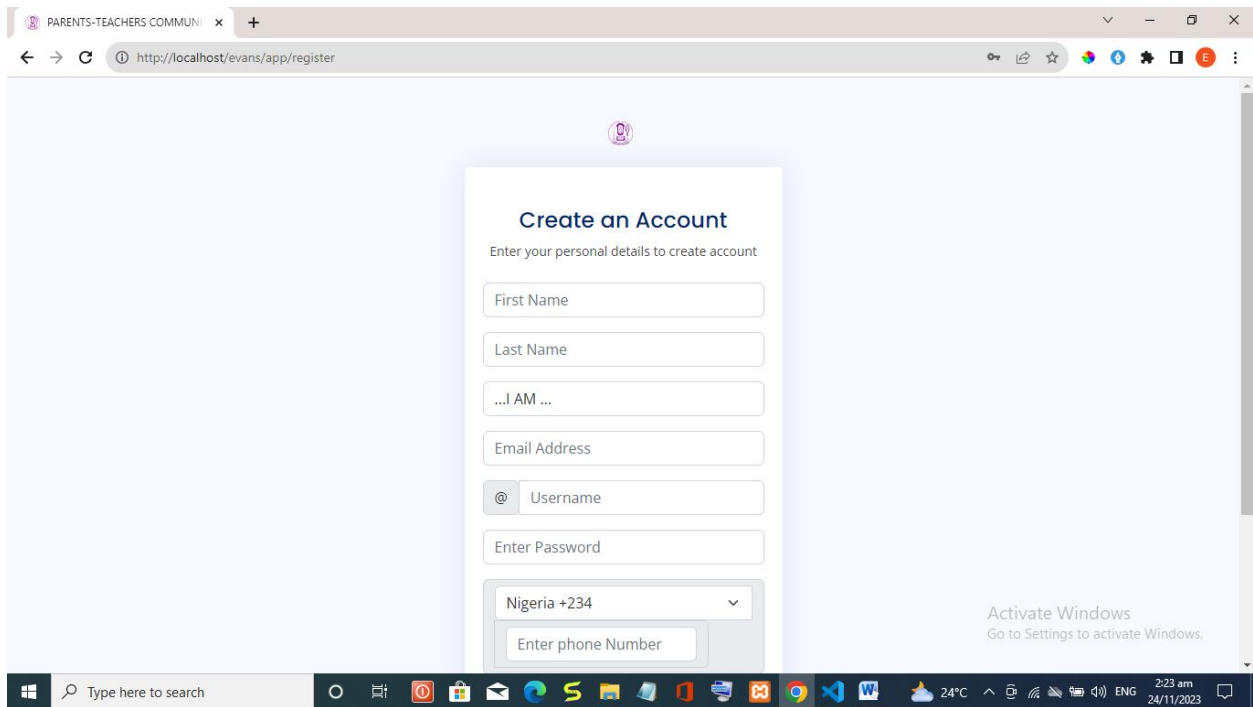 PARENTS-TEACHERS COMMUNI
http://localhost/evans/app/register
E
Create an Account
Enter your personal details to create account
First Name
Last Name
...I AM ...
Email Address
@ Username
Enter Password
Nigeria +234
Enter phone Number
Activate Windows
Go to Settings to activate Windows.
Type here to search
24°C
ENG
2:23 am
24/11/2023